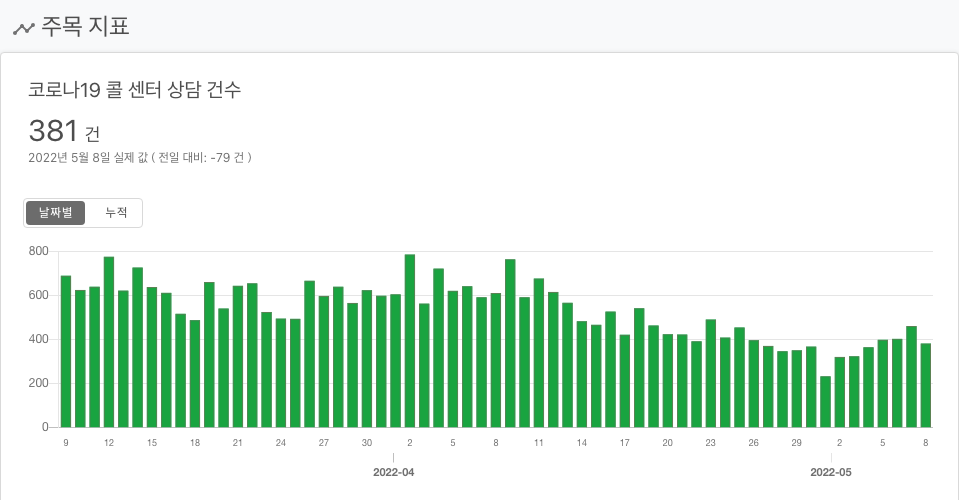 주목 지표
코로나19 콜 센터 상담 건수
381 건
2022년 5월 8일 실제 값 ( 전일 대비: -79 건 )
날짜별 누적
800
600
400
200
0
9 12 15 18 21 24 27 30 2 5 8 11 14 17 20 23 26 29 2 5 8
2022-04 2022-05